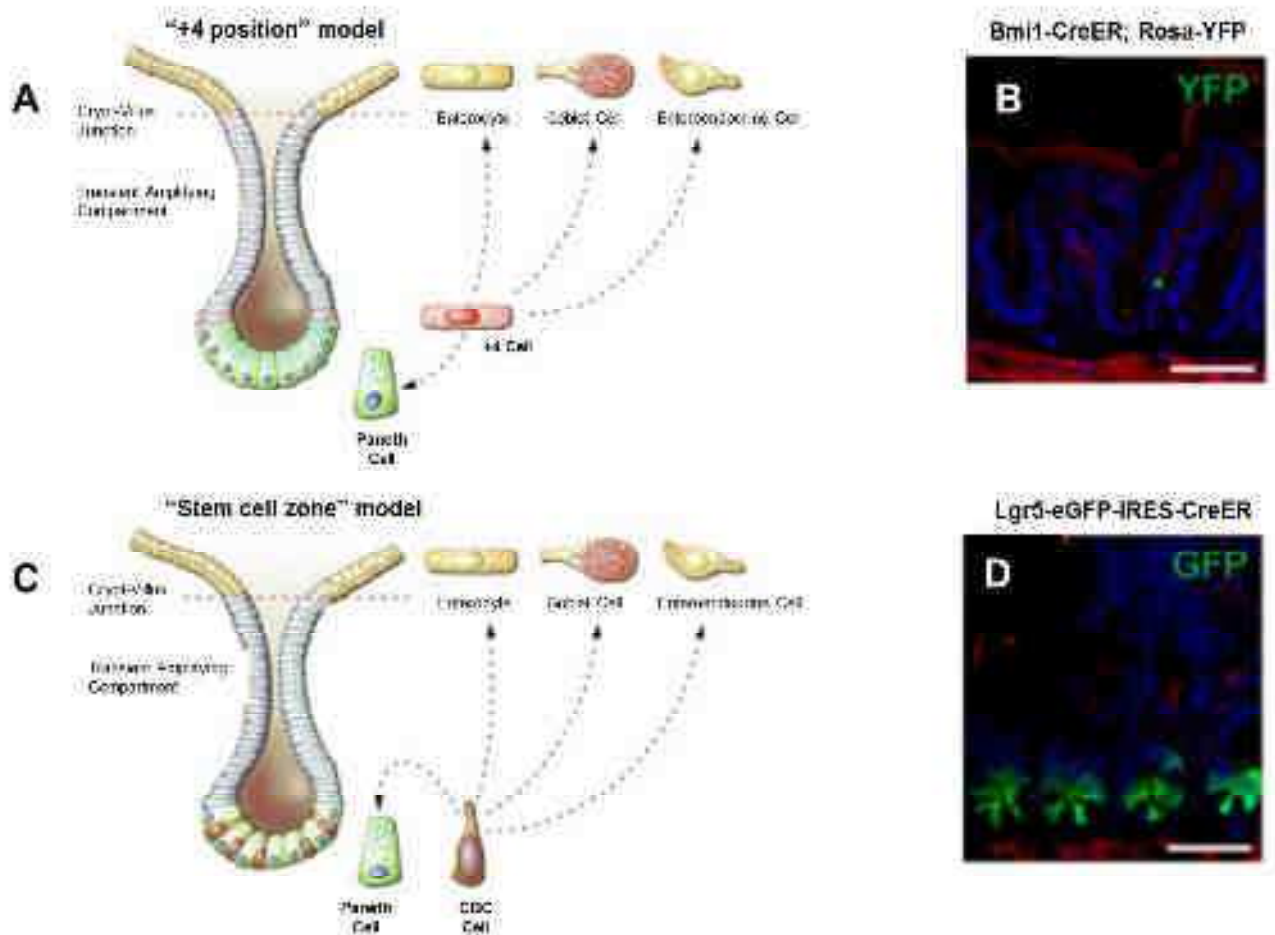 "+4 position" model
A
Crypt-Villus
Junction
Transient Amplifying
Compartment
Enterocyte
Goblet Cell
Enteroendocrine Cell
+4 Cell
Paneth
Cell
Bmi1-CreER; Rosa-YFP
B
YFP
"Stem cell zone" model
C
Crypt-Villus
Junction
Transient Amplifying
Compartment
Enterocyte
Goblet Cell
Enteroendocrine Cell
Paneth
Cell
CBC
Cell
Lgr5-eGFP-IRES-CreER
D
GFP